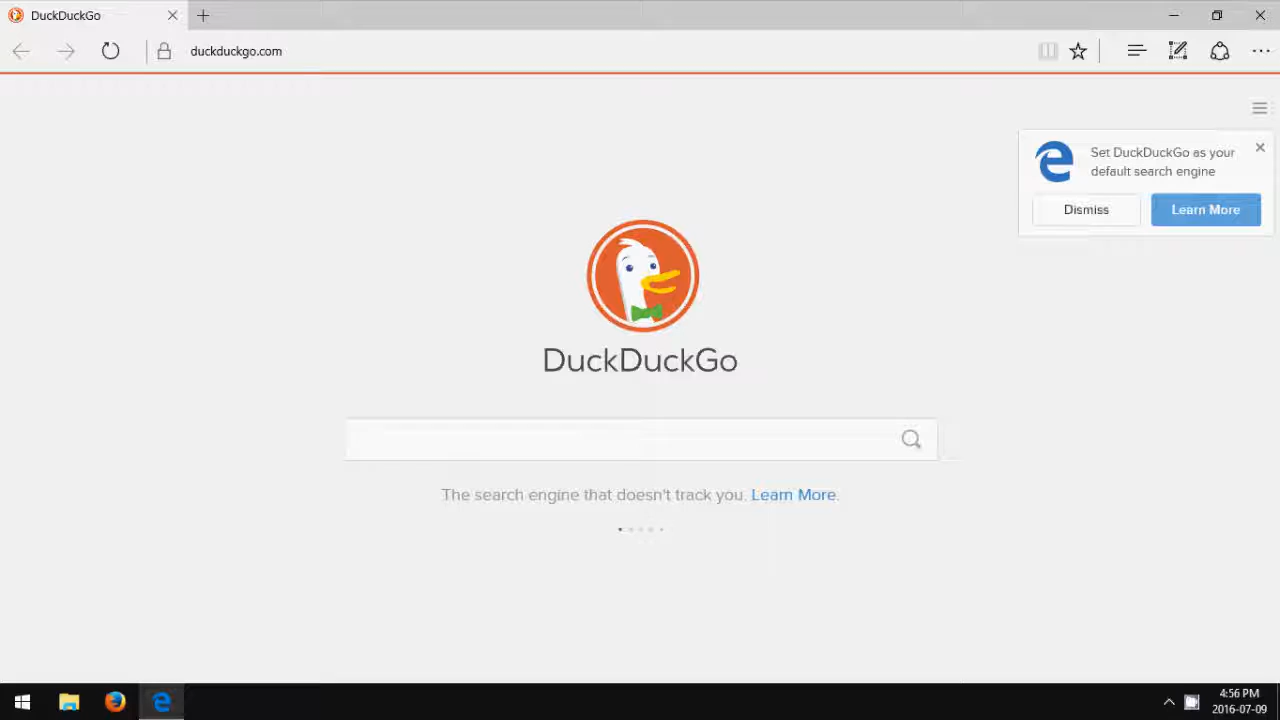 DuckDuckGo
duckduckgo.com
Set DuckDuckGo as your
default search engine
Dismiss
Learn More
DuckDuckGo
The search engine that doesn't track you. Learn More.
4:56 PM
2016-07-09